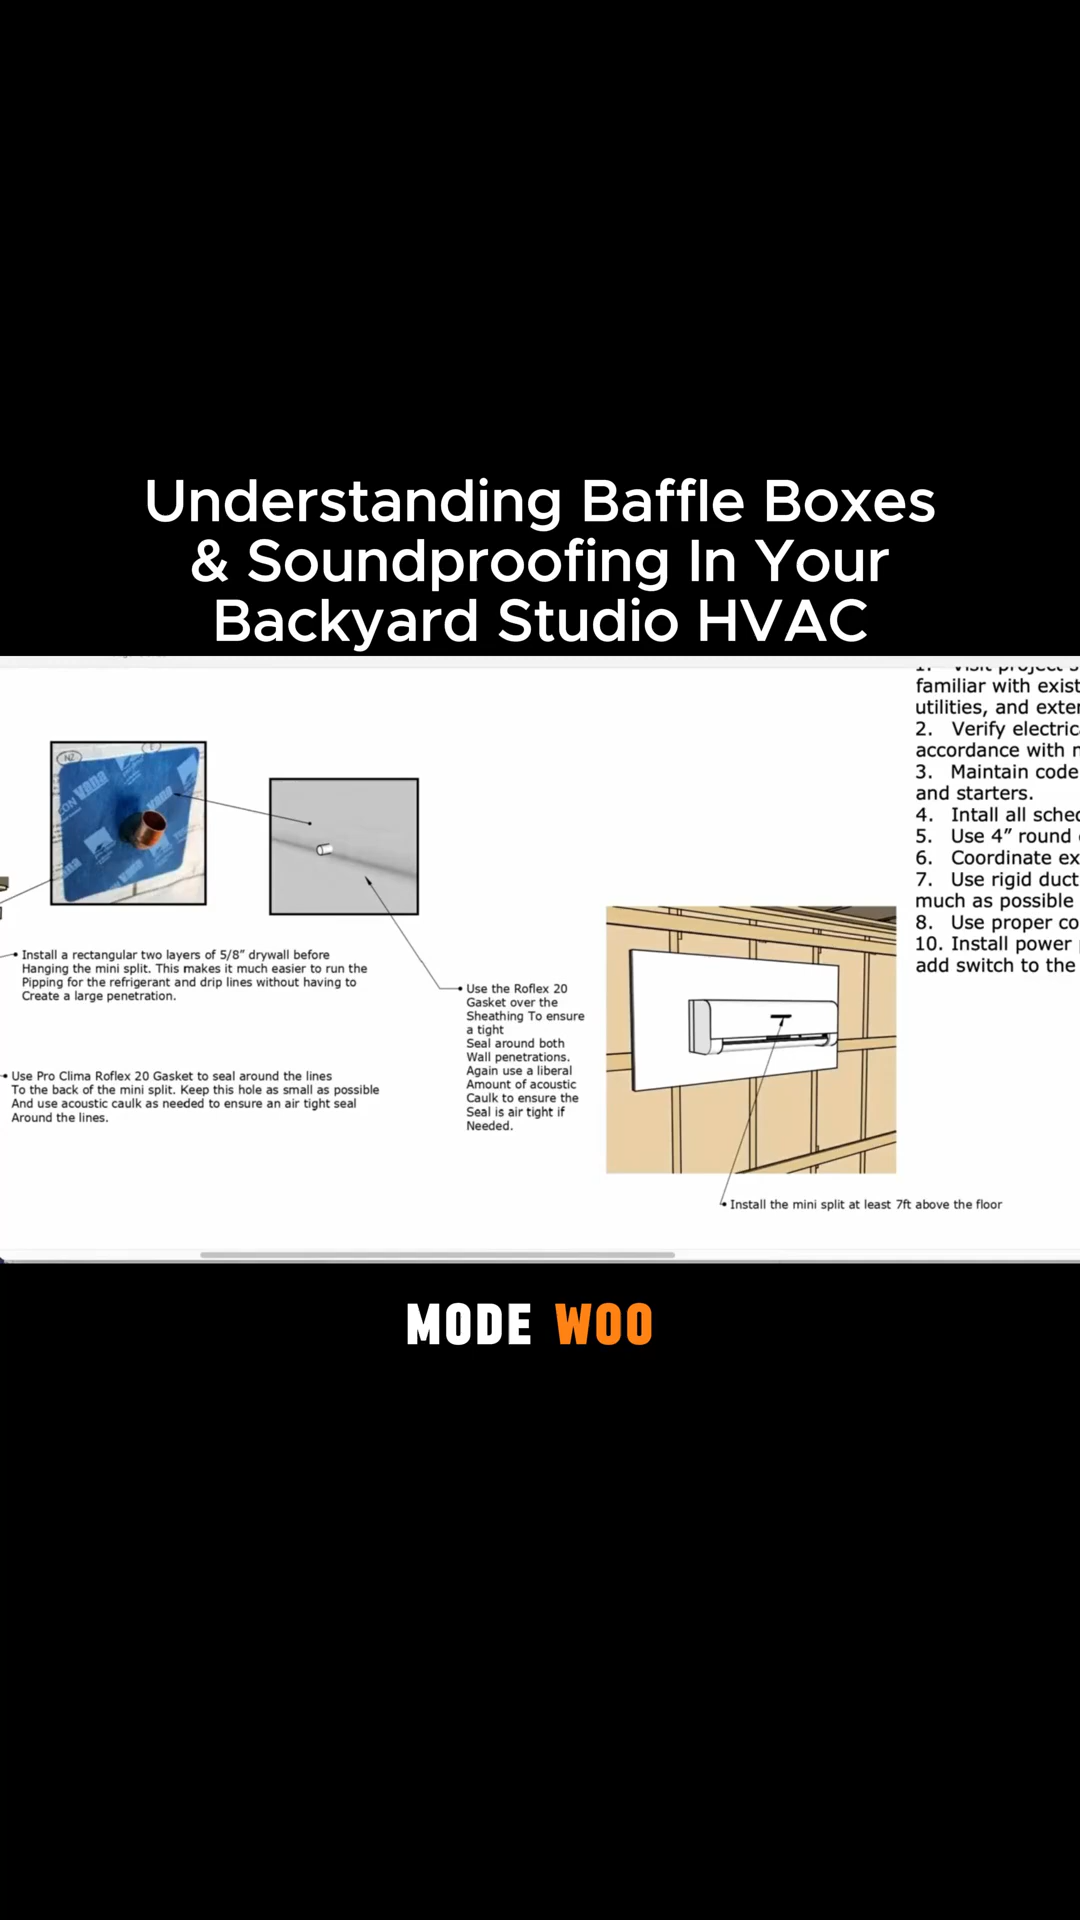 Understanding Baffle Boxes
& Soundproofing In Your
Backyard Studio HVAC
familiar with exist
utilities, and exter
2. Verify electrica
accordance with n
3. Maintain code
and starters.
4. Intall all sched
5. Use 4” round
6. Coordinate ex
7. Use rigid duct
much as possible
8. Use proper co
10. Install power
add switch to the
• Install a rectangular two layers of 5/8” drywall before
Hanging the mini split. This makes it much easier to run the
Pipping for the refrigerant and drip lines without having to
Create a large penetration.
• Use Pro Clima Roflex 20 Gasket to seal around the lines
To the back of the mini split. Keep this hole as small as possible
And use acoustic caulk as needed to ensure an air tight seal
Around the lines.
• Use the Roflex 20
Gasket over the
Sheathing To ensure
a tight
Seal around both
Wall penetrations.
Again use a liberal
Amount of acoustic
Caulk to ensure the
Seal is air tight if
Needed.
• Install the mini split at least 7ft above the floor
MODE WOO